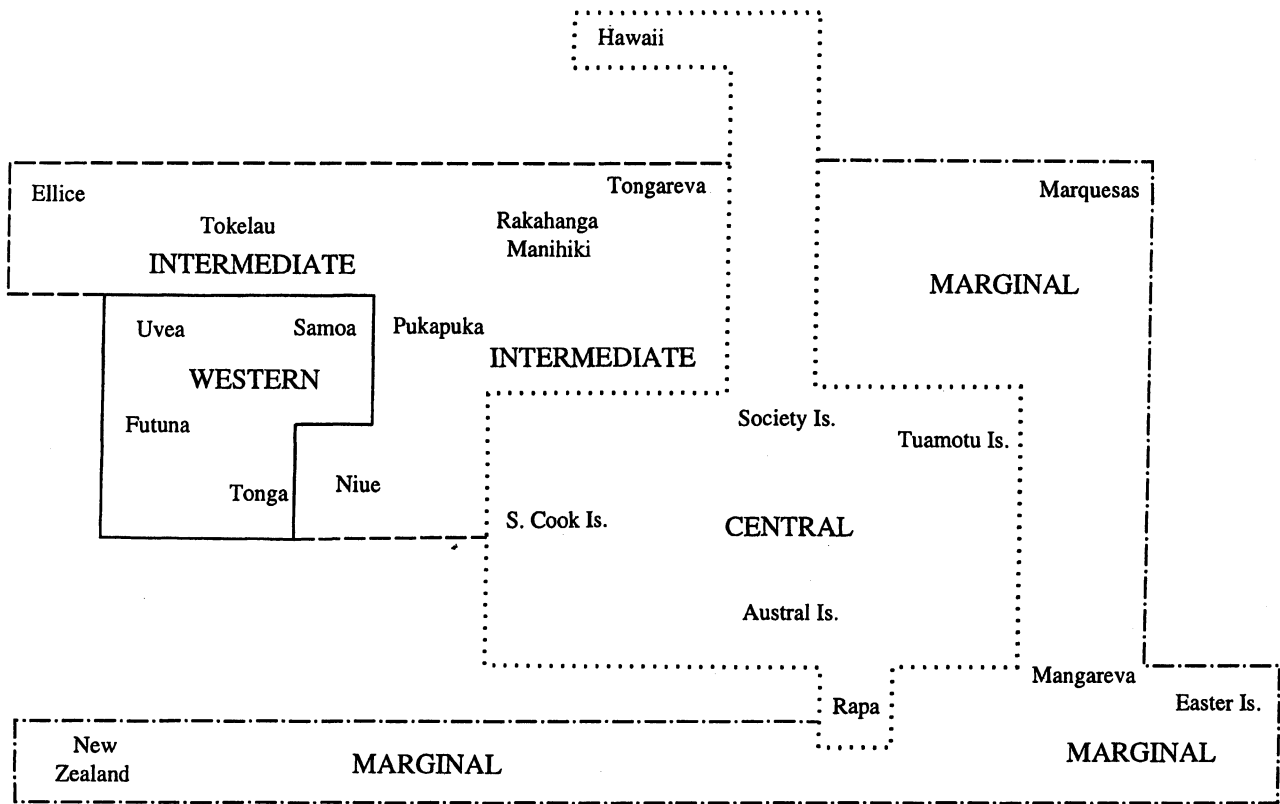 Hawaii
Ellice
Tongareva
Marquesas
Tokelau
Rakahanga
Manihiki
INTERMEDIATE
MARGINAL
Uvea
Samoa
Pukapuka
INTERMEDIATE
WESTERN
Futuna
Society Is.
Tuamotu Is.
Tonga
Niue
S. Cook Is.
CENTRAL
Austral Is.
Mangareva
Rapa
Easter Is.
New
Zealand
MARGINAL
MARGINAL